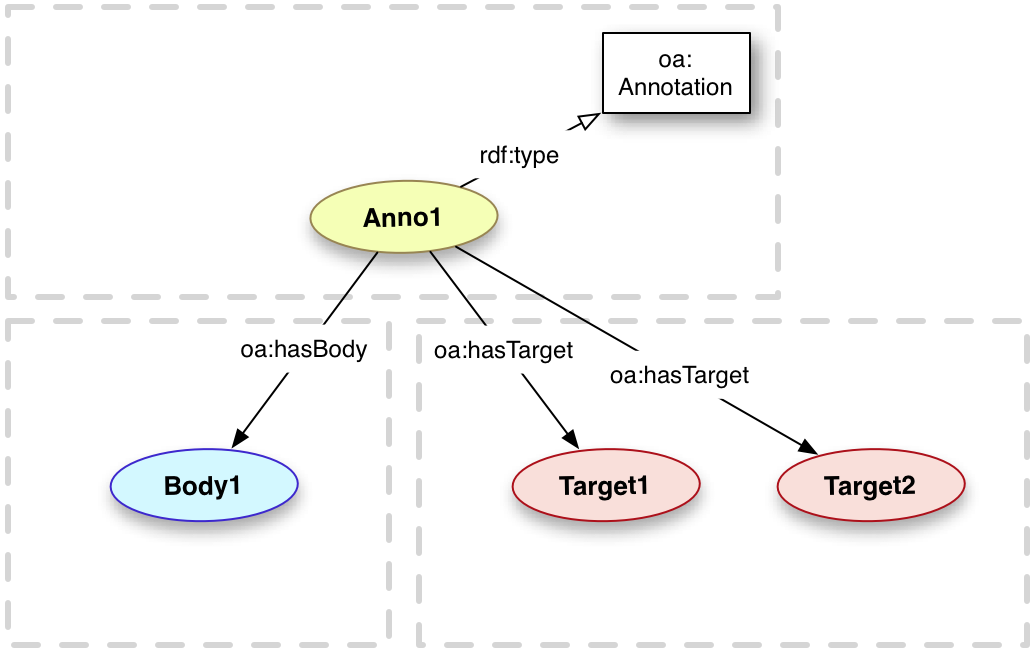 oa:
Annotation
rdf:type
Anno1
oa:hasBody
oa:hasTarget
oa:hasTarget
Body1
Target1
Target2